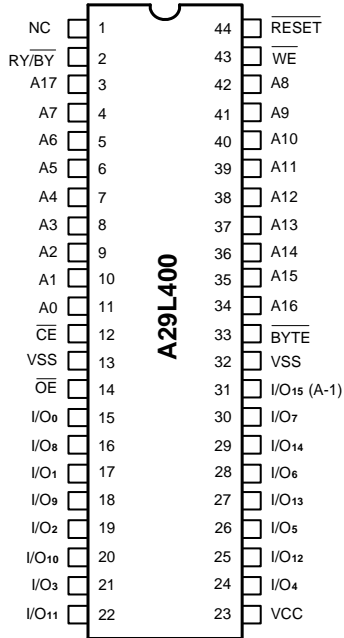 NC 1 44 RESET
RY/BY 2 43 WE
A17 3 42 A8
A7 4 41 A9
A6 5 40 A10
A5 6 39 A11
A4 7 38 A12
A3 8 37 A13
A2 9 36 A14
A1 10 35 A15
A0 11 34 A16
CE 12 33 BYTE
VSS 13 32 VSS
OE 14 31 I/O15 (A-1)
I/O0 15 30 I/O7
I/O8 16 29 I/O14
I/O1 17 28 I/O6
I/O9 18 27 I/O13
I/O2 19 26 I/O5
I/O10 20 25 I/O12
I/O3 21 24 I/O4
I/O11 22 23 VCC
A29L400